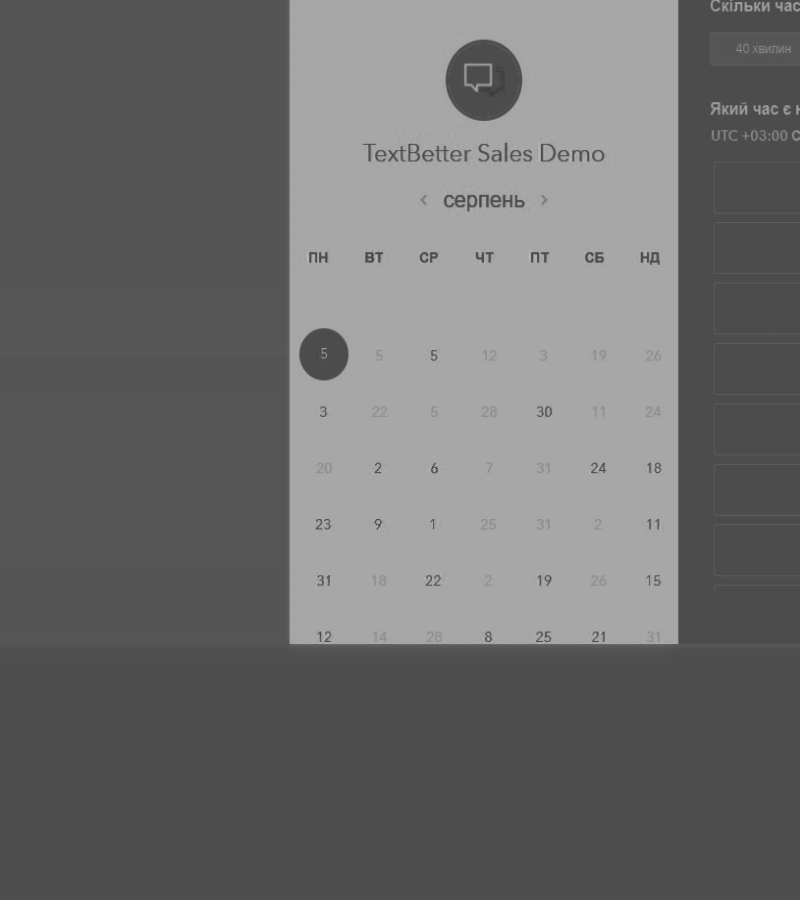 Скільки час
40 хвилин
TextBetter Sales Demo
Який час є н
UTC +03:00
‹ серпень ›
ПН ВТ СР ЧТ ПТ СБ НД
5 5 5 12 3 19 26
3 22 5 28 30 11 24
20 2 6 7 31 24 18
23 9 1 25 31 2 11
31 18 22 2 19 26 15
12 14 28 8 25 21 31